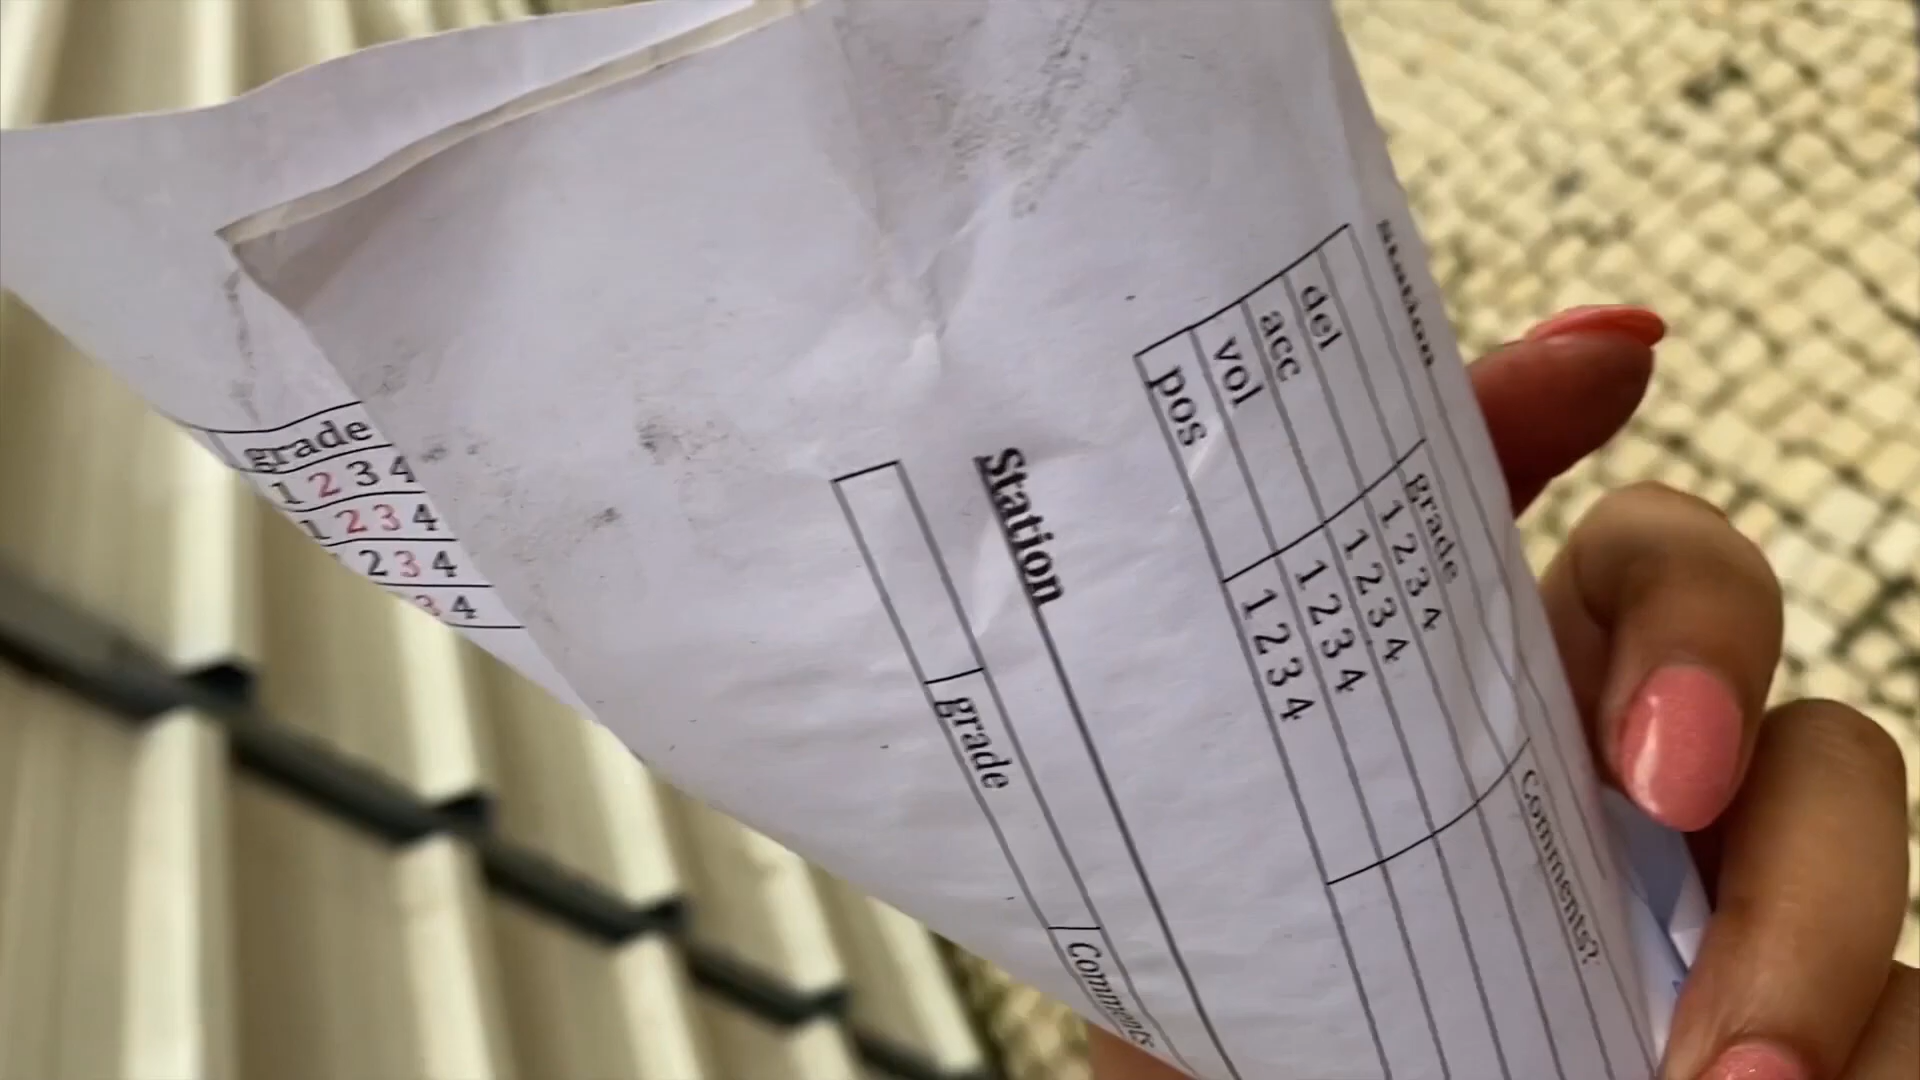 grade
1 2 3 4
1 2 3 4
2 3 4
3 4
Station
grade Comments?
del 1 2 3 4
acc 1 2 3 4
vol 1 2 3 4
pos 1 2 3 4
Station
grade Comments